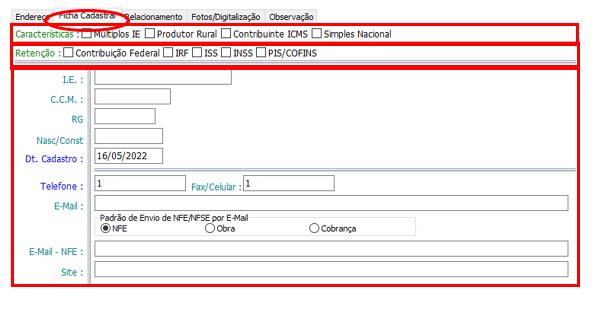 Endereço Ficha Cadastral Relacionamento Fotos/Digitalização Observação
Características : Múltiplos IE Produtor Rural Contribuinte ICMS Simples Nacional
Retenção : Contribuição Federal IRF ISS INSS PIS/COFINS
I.E. :
C.C.M. :
RG
Nasc/Const
Dt. Cadastro : 16/05/2022
Telefone : 1 Fax/Celular : 1
E-Mail :
Padrão de Envio de NFE/NFSE por E-Mail
NFE Obra Cobrança
E-Mail - NFE :
Site :